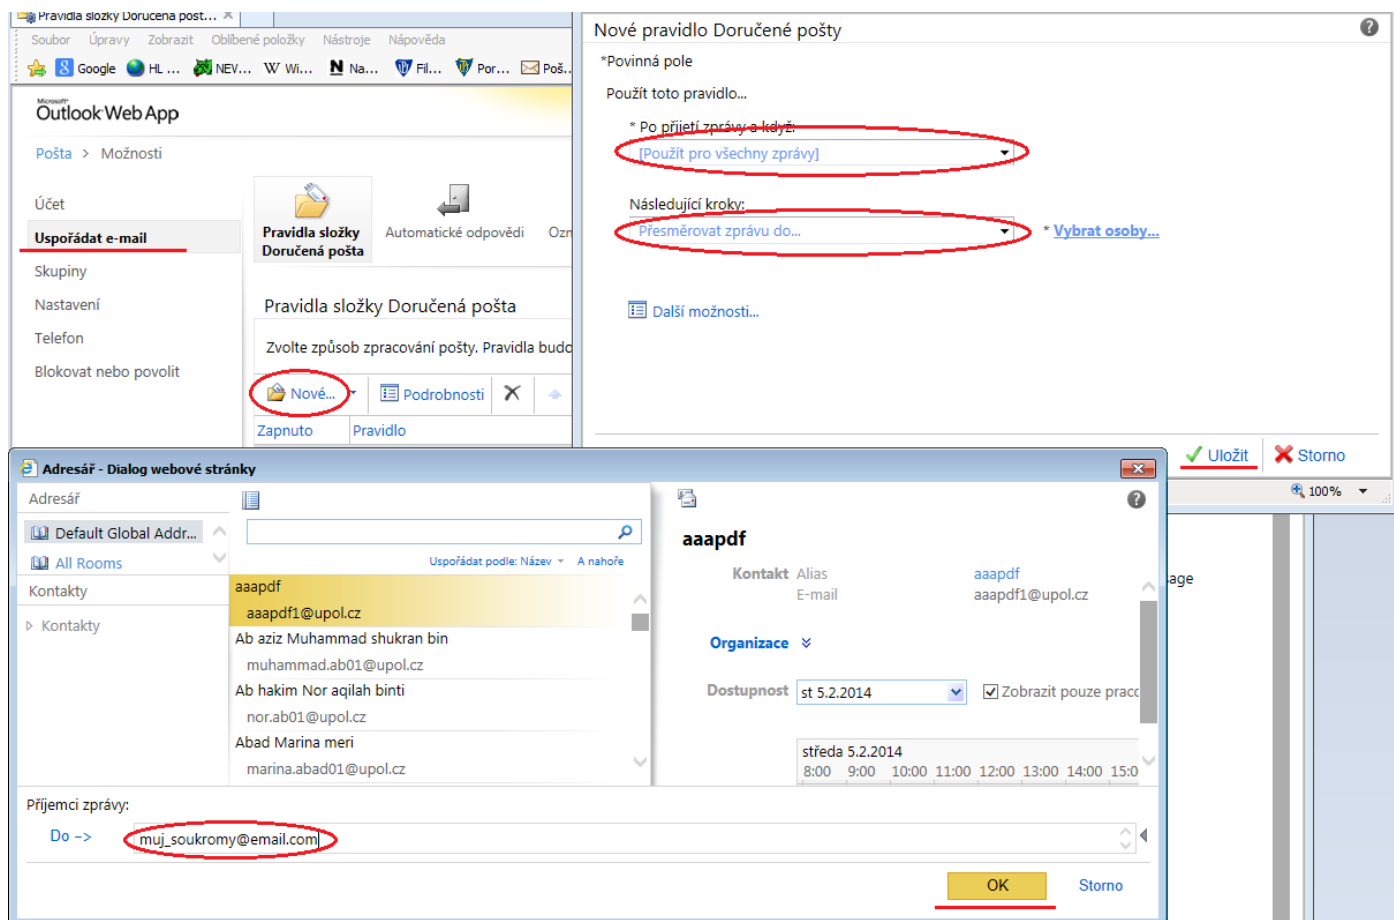 Pravidla složky Doručená pošt...
Soubor Úpravy Zobrazit Oblíbené položky Nástroje Nápověda
Google HL ... NEV... W Wi... N Na... Fil... Por... Poš..
Microsoft
Outlook Web App
Pošta > Možnosti
Účet
Uspořádat e-mail
Skupiny
Nastavení
Telefon
Blokovat nebo povolit
Pravidla složky
Doručená pošta
Automatické odpovědi
Ozn
Pravidla složky Doručená pošta
Zvolte způsob zpracování pošty. Pravidla budo
Nové...
Podrobnosti
Zapnuto Pravidlo
Nové pravidlo Doručené pošty
*Povinná pole
Použít toto pravidlo...
* Po přijetí zprávy a když:
[Použít pro všechny zprávy]
Následující kroky:
Přesměrovat zprávu do...
* Vybrat osoby...
Další možnosti...
Uložit Storno
100%
sage
Adresář - Dialog webové stránky
Adresář
Default Global Addr...
All Rooms
Kontakty
Kontakty
Uspořádat podle: Název A nahoře
aaapdf
aaapdf1@upol.cz
Ab aziz Muhammad shukran bin
muhammad.ab01@upol.cz
Ab hakim Nor aqilah binti
nor.ab01@upol.cz
Abad Marina meri
marina.abad01@upol.cz
aaapdf
Kontakt Alias aaapdf
E-mail aaapdf1@upol.cz
Organizace
Dostupnost st 5.2.2014 Zobrazit pouze pracc
středa 5.2.2014
8:00 9:00 10:00 11:00 12:00 13:00 14:00 15:0
Příjemci zprávy:
Do -> muj_soukromy@email.com
OK Storno